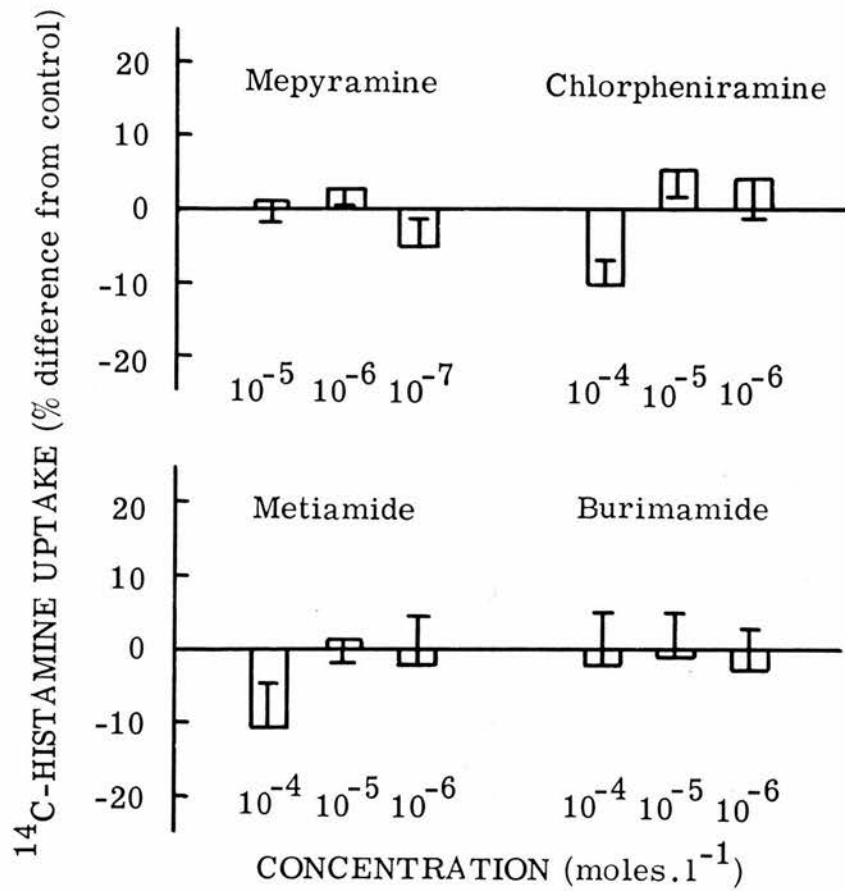 ¹⁴C-HISTAMINE UPTAKE (% difference from control)
20
10
0
-10
-20
Mepyramine
Chlorpheniramine
10⁻⁵ 10⁻⁶ 10⁻⁷
10⁻⁴ 10⁻⁵ 10⁻⁶
20
10
0
-10
-20
Metiamide
Burimamide
10⁻⁴ 10⁻⁵ 10⁻⁶
10⁻⁴ 10⁻⁵ 10⁻⁶
CONCENTRATION (moles.l⁻¹)